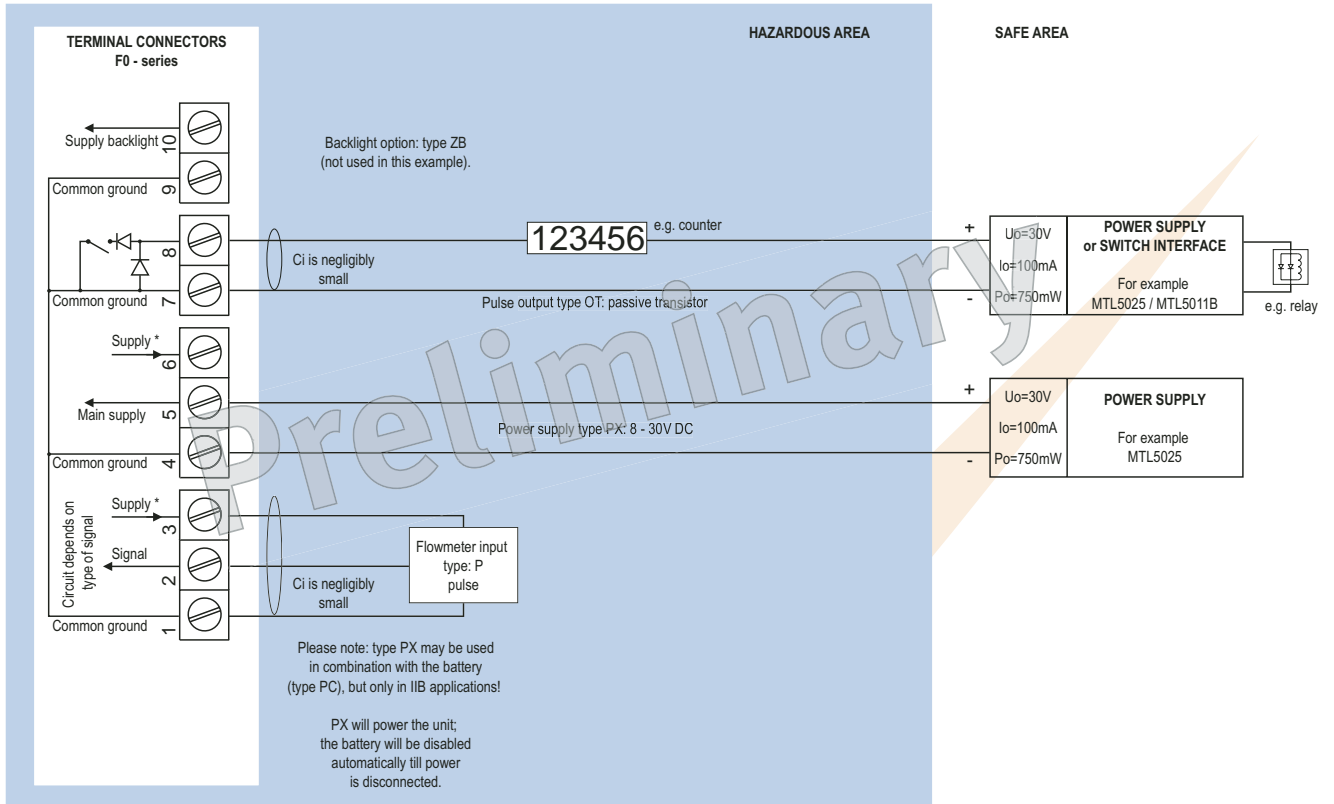 HAZARDOUS AREA
SAFE AREA
TERMINAL CONNECTORS
F0 - series
Supply backlight
10
Common ground
9
Backlight option: type ZB
(not used in this example).
8
Common ground
7
Ci is negligibly
small
123456
e.g. counter
Pulse output type OT: passive transistor
+
-
Uo=30V
Io=100mA
Po=750mW
POWER SUPPLY
or SWITCH INTERFACE
For example
MTL5025 / MTL5011B
e.g. relay
Supply *
6
Main supply
5
Common ground
4
Power supply type PX: 8 - 30V DC
+
-
Uo=30V
Io=100mA
Po=750mW
POWER SUPPLY
For example
MTL5025
Circuit depends on
type of signal
Supply *
3
Signal
2
Common ground
1
Ci is negligibly
small
Flowmeter input
type: P
pulse
Please note: type PX may be used
in combination with the battery
(type PC), but only in IIB applications!
PX will power the unit;
the battery will be disabled
automatically till power
is disconnected.
Preliminary